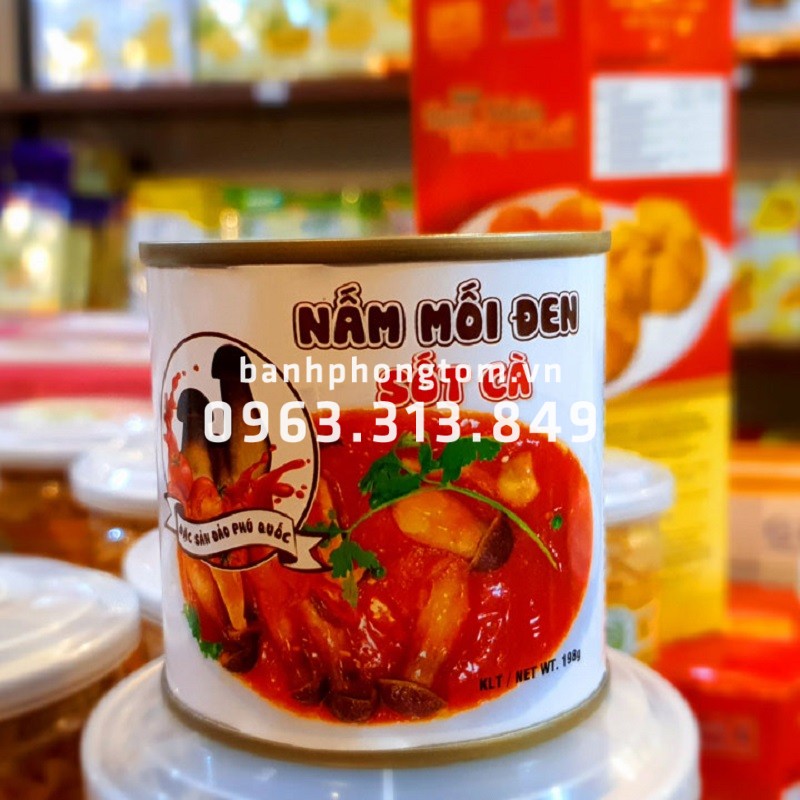 NẤM MỐI ĐEN
SỐT CÀ
banhphongtom.vn
0963.313.849
ĐẶC SẢN ĐẢO PHÚ QUỐC
KLT / NET WT. 198g